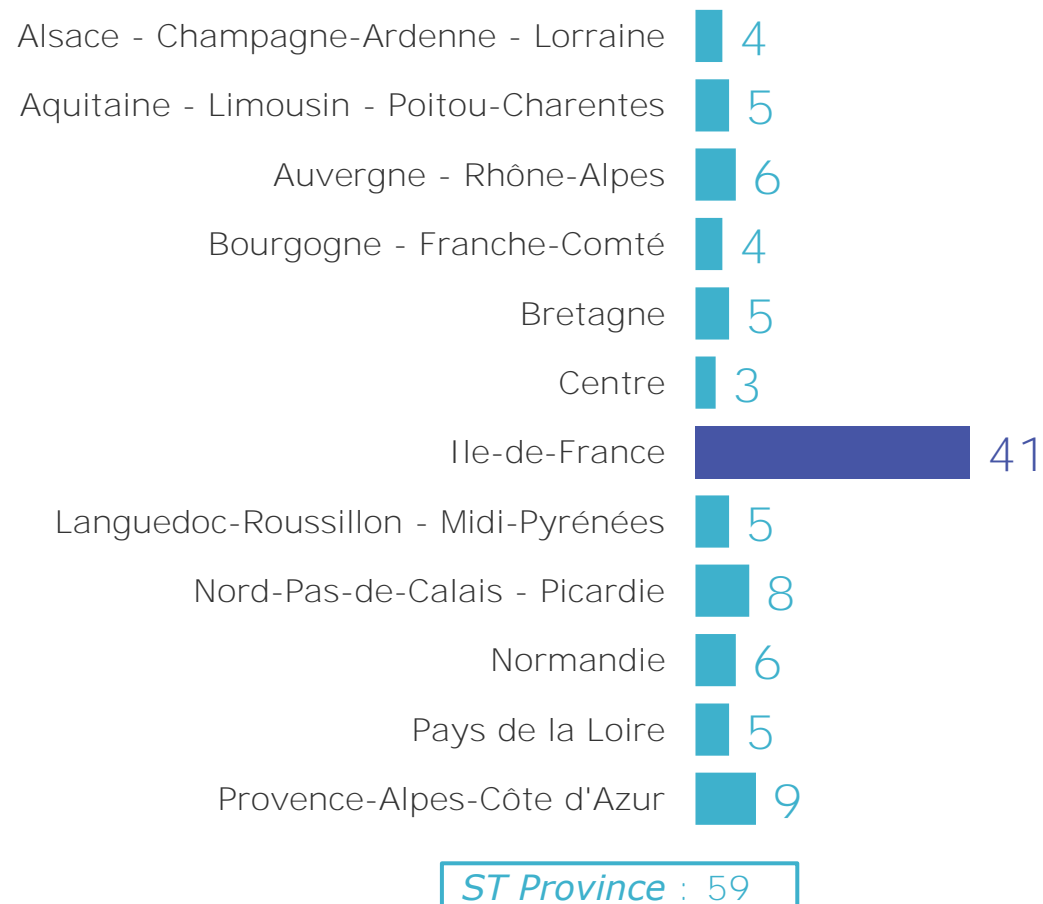 Alsace - Champagne-Ardenne - Lorraine 4
Aquitaine - Limousin - Poitou-Charentes 5
Auvergne - Rhône-Alpes 6
Bourgogne - Franche-Comté 4
Bretagne 5
Centre 3
Ile-de-France 41
Languedoc-Roussillon - Midi-Pyrénées 5
Nord-Pas-de-Calais - Picardie 8
Normandie 6
Pays de la Loire 5
Provence-Alpes-Côte d'Azur 9
ST Province : 59